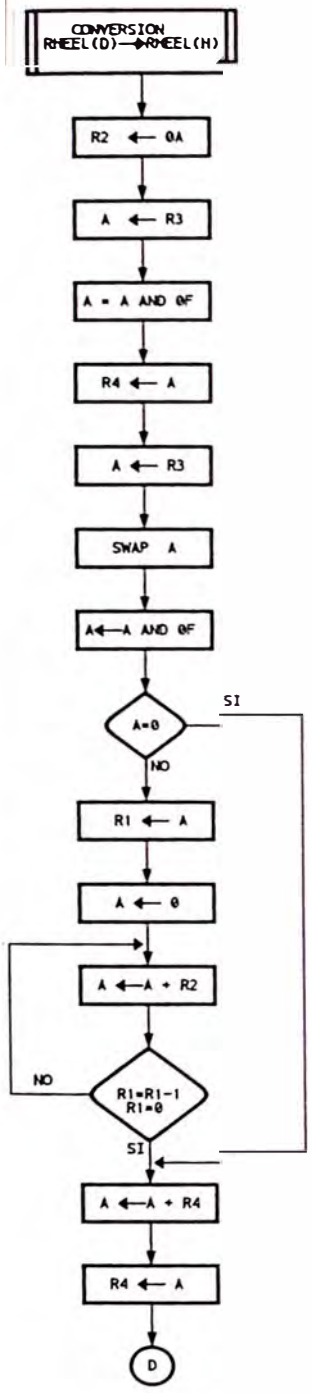 CONVERSION
RHEEL(D)→RHEEL(H)
R2 ← 0A
A ← R3
A = A AND 0F
R4 ← A
A ← R3
SWAP A
A←A AND 0F
A=0
SI
NO
R1 ← A
A ← 0
A ←A + R2
NO
R1=R1-1
R1=0
SI
A ←A + R4
R4 ← A
D